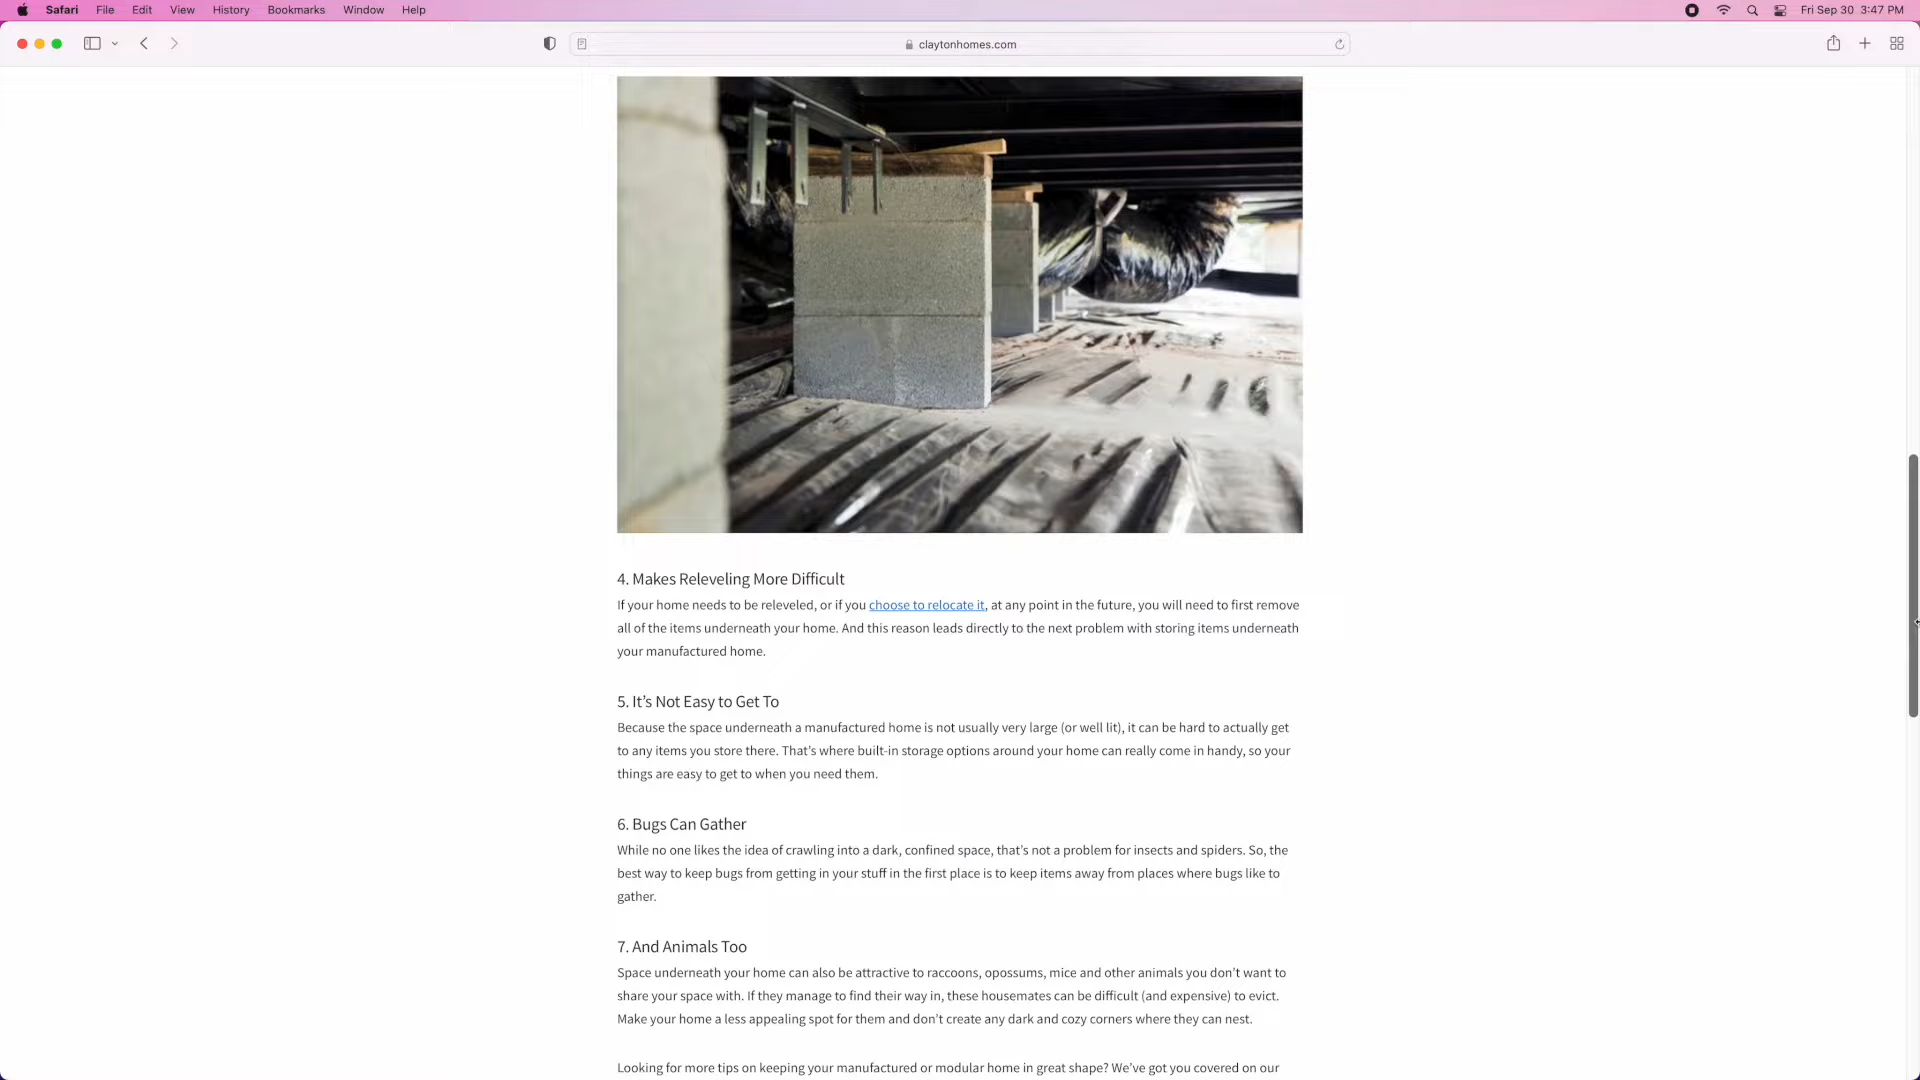 Safari File Edit View History Bookmarks Window Help Fri Sep 30 3:47 PM
claytonhomes.com
4. Makes Releveling More Difficult
If your home needs to be releveled, or if you choose to relocate it, at any point in the future, you will need to first remove
all of the items underneath your home. And this reason leads directly to the next problem with storing items underneath
your manufactured home.
5. It’s Not Easy to Get To
Because the space underneath a manufactured home is not usually very large (or well lit), it can be hard to actually get
to any items you store there. That’s where built-in storage options around your home can really come in handy, so your
things are easy to get to when you need them.
6. Bugs Can Gather
While no one likes the idea of crawling into a dark, confined space, that’s not a problem for insects and spiders. So, the
best way to keep bugs from getting in your stuff in the first place is to keep items away from places where bugs like to
gather.
7. And Animals Too
Space underneath your home can also be attractive to raccoons, opossums, mice and other animals you don’t want to
share your space with. If they manage to find their way in, these housemates can be difficult (and expensive) to evict.
Make your home a less appealing spot for them and don’t create any dark and cozy corners where they can nest.
Looking for more tips on keeping your manufactured or modular home in great shape? We’ve got you covered on our